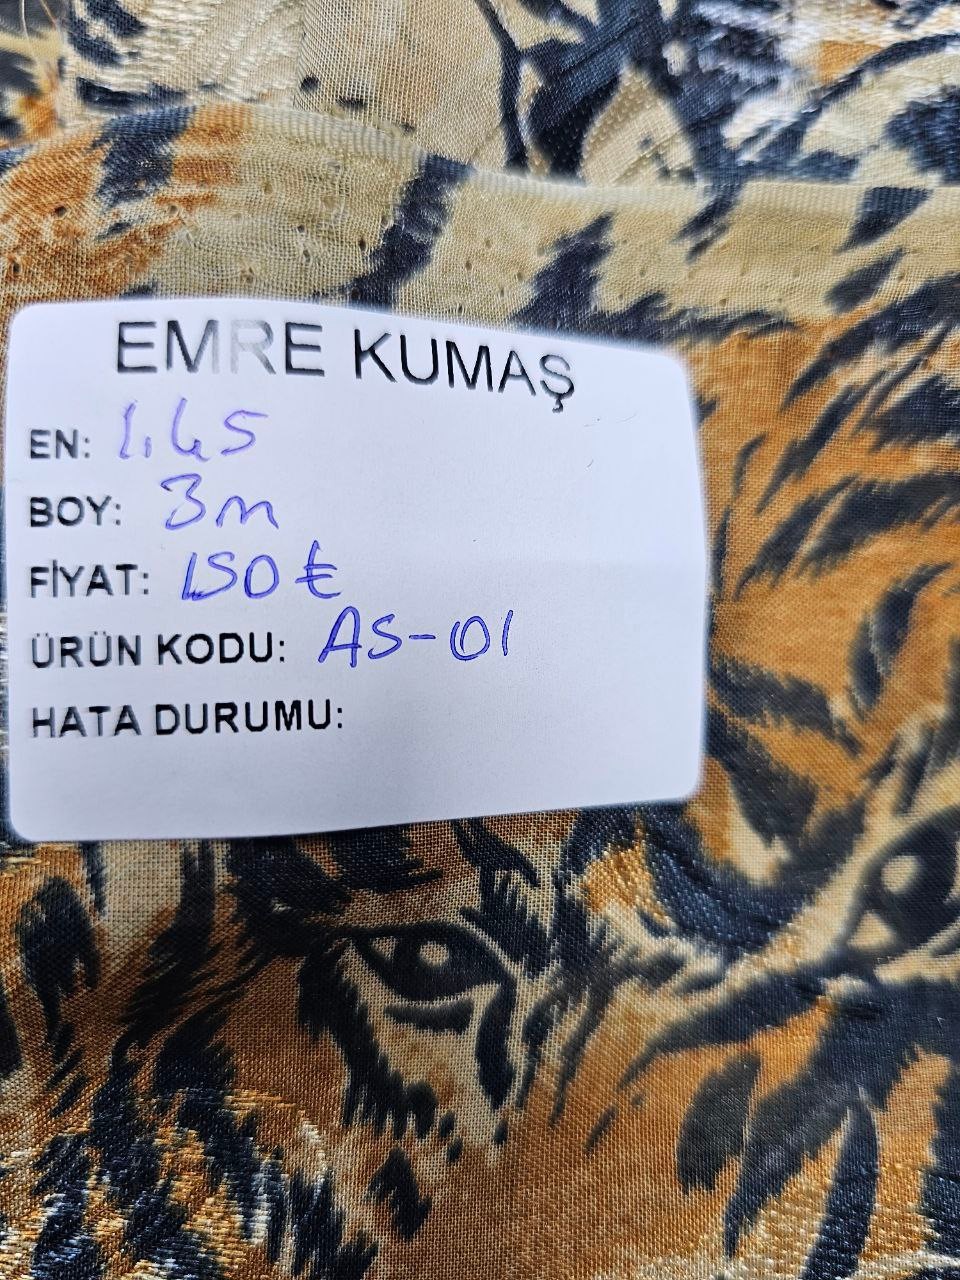 EMRE KUMAŞ
EN: 1.45
BOY: 3m
FİYAT: 150₺
ÜRÜN KODU: AS-01
HATA DURUMU: